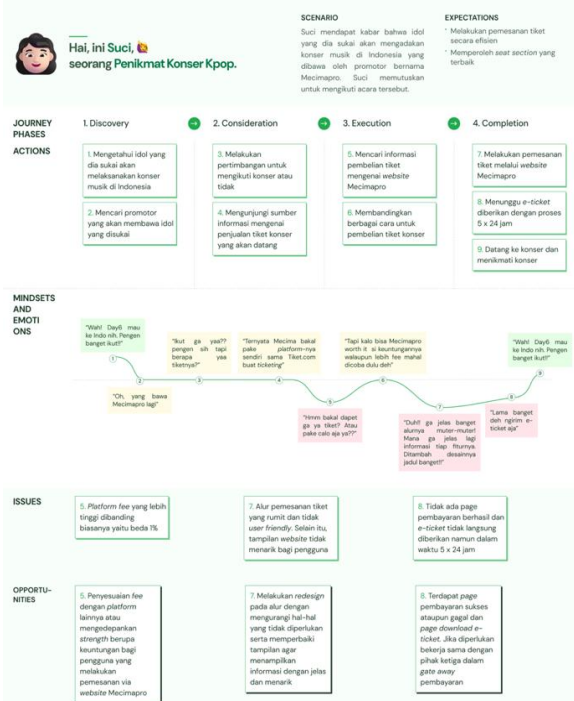 Hai, ini Suci,
seorang Penikmat Konser Kpop.
SCENARIO
Suci mendapat kabar bahwa idol
yang dia sukai akan mengadakan
konser musik di Indonesia yang
dibawa oleh promotor bernama
Mecimapro. Suci memutuskan
untuk mengikuti acara tersebut.
EXPECTATIONS
* Melakukan pemesanan tiket
secara efisien
* Memperoleh seat section yang
terbaik
JOURNEY
PHASES
1. Discovery
2. Consideration
3. Execution
4. Completion
ACTIONS
1. Mengetahui idol yang
dia sukai akan
melaksanakan konser
musik di Indonesia
2. Mencari promotor
yang akan membawa idol
yang disukai
3. Melakukan
pertimbangan untuk
mengikuti konser atau
tidak
4. Mengunjungi sumber
informasi mengenai
penjualan tiket konser
yang akan datang
5. Mencari informasi
pembelian tiket
mengenai website
Mecimapro
6. Membandingkan
berbagai cara untuk
pembelian tiket konser
7. Melakukan pemesanan
tiket melalui website
Mecimapro
8. Menunggu e-ticket
diberikan dengan proses
5 x 24 jam
9. Datang ke konser dan
menikmati konser
MINDSETS
AND
EMOTI
ONS
"Wah! Day6 mau
ke Indo nih. Pengen
banget ikut!!"
1
2
"Oh, yang bawa
Mecimapro lagi"
"Ikut ga yaa??
pengen sih tapi
berapa yaa
tiketnya?"
3
"Ternyata Mecima bakal
pake platform-nya
sendiri sama Tiket.com
buat ticketing"
4
5
"Hmm bakal dapet
ga ya tiket? Atau
pake calo aja ya??"
"Tapi kalo bisa Mecimapro
worth it si keuntungannya
walaupun lebih fee mahal
dicoba dulu deh"
6
7
"Duh!! ga jelas banget
alurnya muter-muter!
Mana ga jelas lagi
informasi tiap fiturnya.
Ditambah desainnya
jadul banget!"
8
"Lama banget
deh ngirim e-
ticket aja"
"Wah! Day6 mau
ke Indo nih. Pengen
banget ikut!!"
9
ISSUES
5. Platform fee yang lebih
tinggi dibanding
biasanya yaitu beda 1%
7. Alur pemesanan tiket
yang rumit dan tidak
user friendly. Selain itu,
tampilan website tidak
menarik bagi pengguna
8. Tidak ada page
pembayaran berhasil dan
e-ticket tidak langsung
diberikan namun dalam
waktu 5 x 24 jam
OPPORTU-
NITIES
5. Penyesuaian fee
dengan platform
lainnya atau
mengedepankan
strength berupa
keuntungan bagi
pengguna yang
melakukan
pemesanan via
website Mecimapro
7. Melakukan redesign
pada alur dengan
mengurangi hal-hal
yang tidak diperlukan
serta memperbaiki
tampilan agar
menampilkan
informasi dengan jelas
dan menarik
8. Terdapat page
pembayaran sukses
ataupun gagal dan
page download e-
ticket. Jika diperlukan
bekerja sama dengan
pihak ketiga dalam
gate away
pembayaran